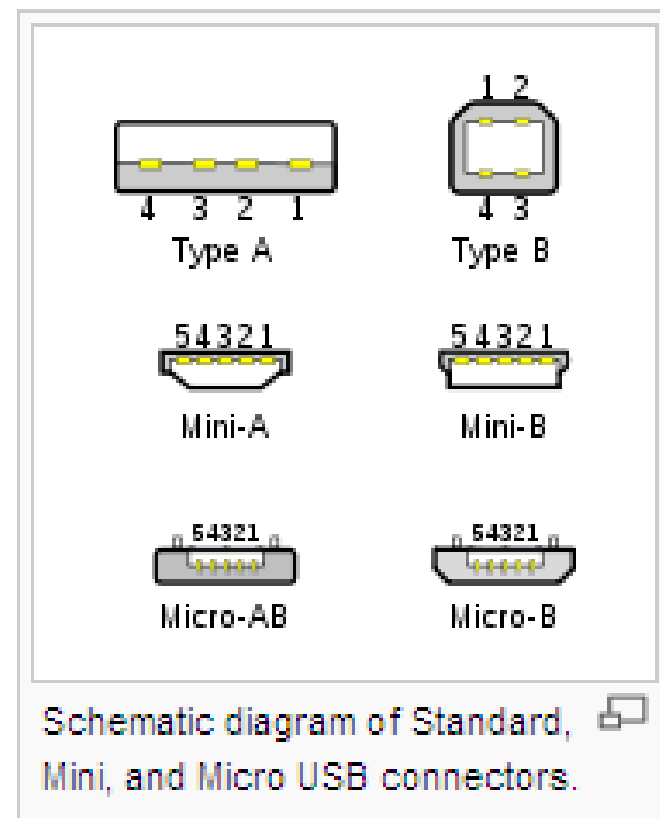 1 2
4 3 2 1
4 3
Type A
Type B
54321
54321
Mini-A
Mini-B
54321
54321
Micro-AB
Micro-B
Schematic diagram of Standard,
Mini, and Micro USB connectors.